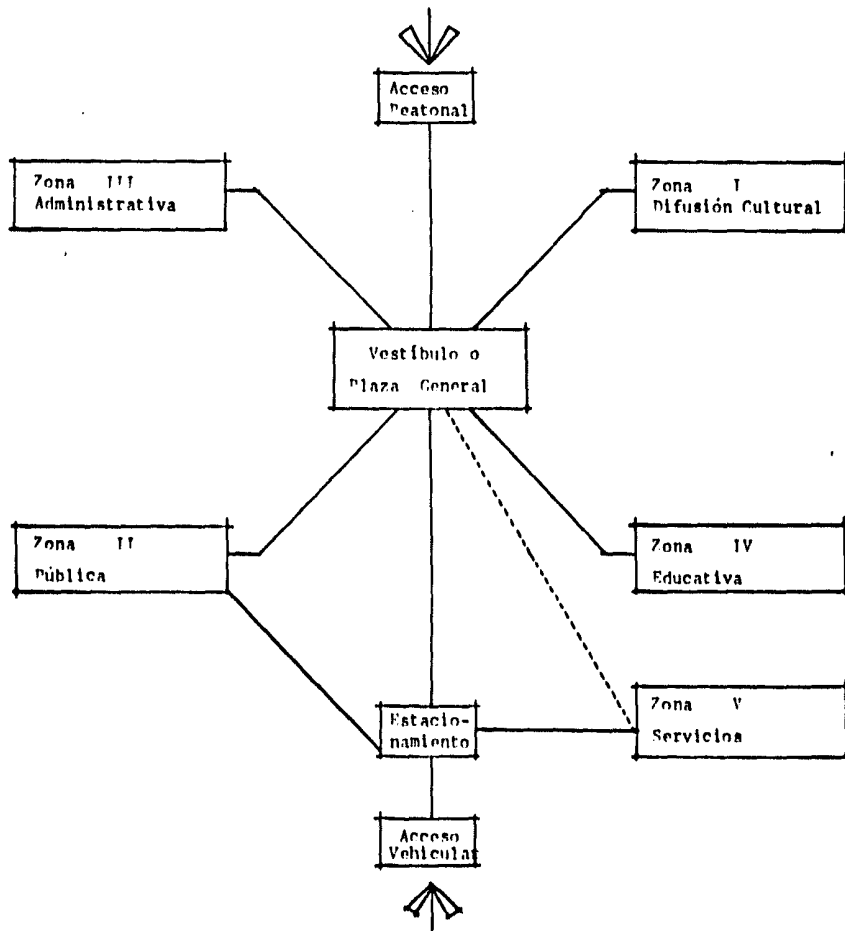 Acceso
Peatonal
Zona III
Administrativa
Zona I
Difusión Cultural
Vestíbulo o
Plaza General
Zona II
Pública
Zona IV
Educativa
Estacio-
namiento
Zona V
Servicios
Acceso
Vehicular